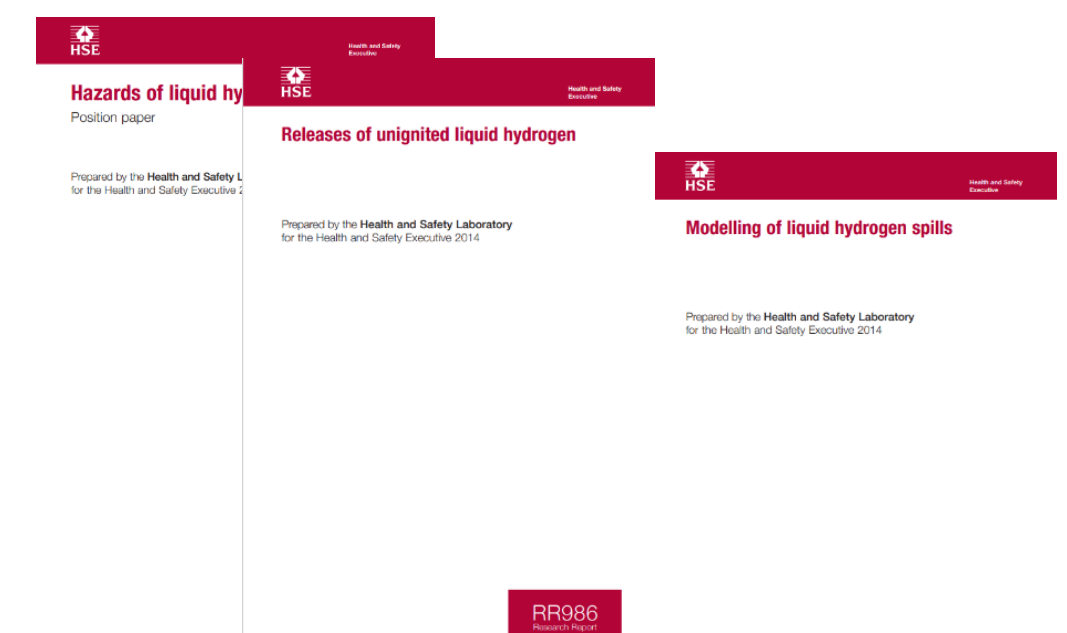 HSE
Health and Safety
Executive
Hazards of liquid hy
Position paper
Prepared by the Health and Safety L
for the Health and Safety Executive 2
HSE
Health and Safety
Executive
Releases of unignited liquid hydrogen
Prepared by the Health and Safety Laboratory
for the Health and Safety Executive 2014
RR986
Research Report
HSE
Health and Safety
Executive
Modelling of liquid hydrogen spills
Prepared by the Health and Safety Laboratory
for the Health and Safety Executive 2014